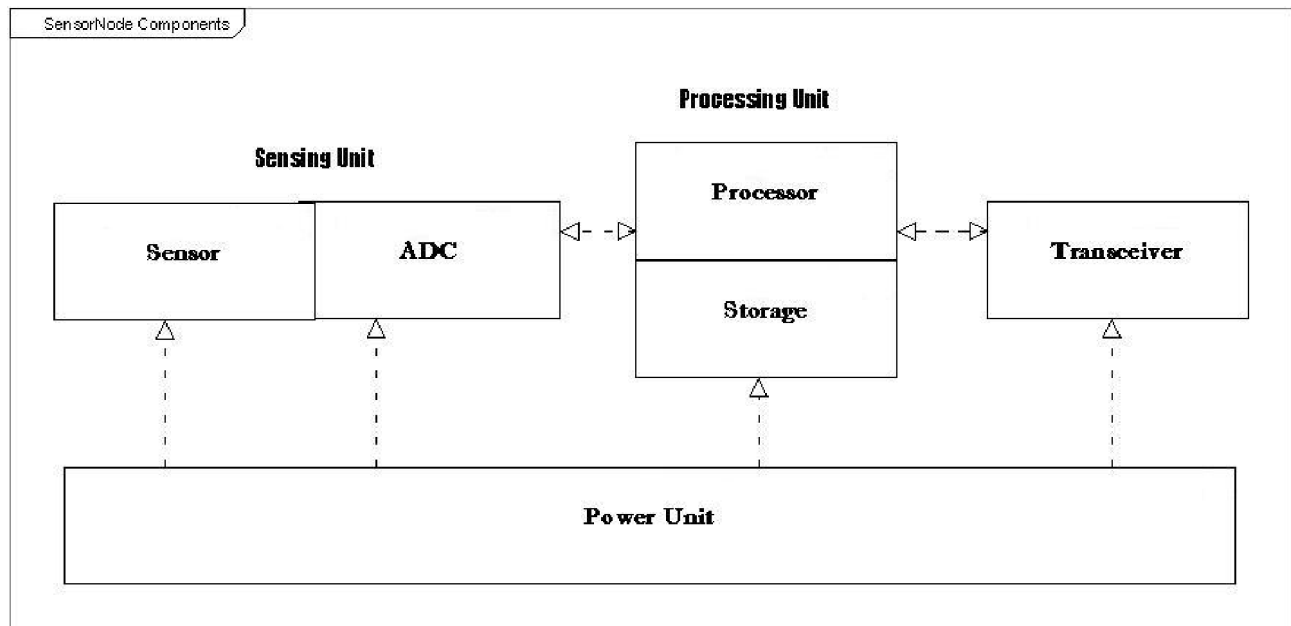 SensorNode Components
Processing Unit
Sensing Unit
Processor
Sensor
ADC
Transceiver
Storage
Power Unit